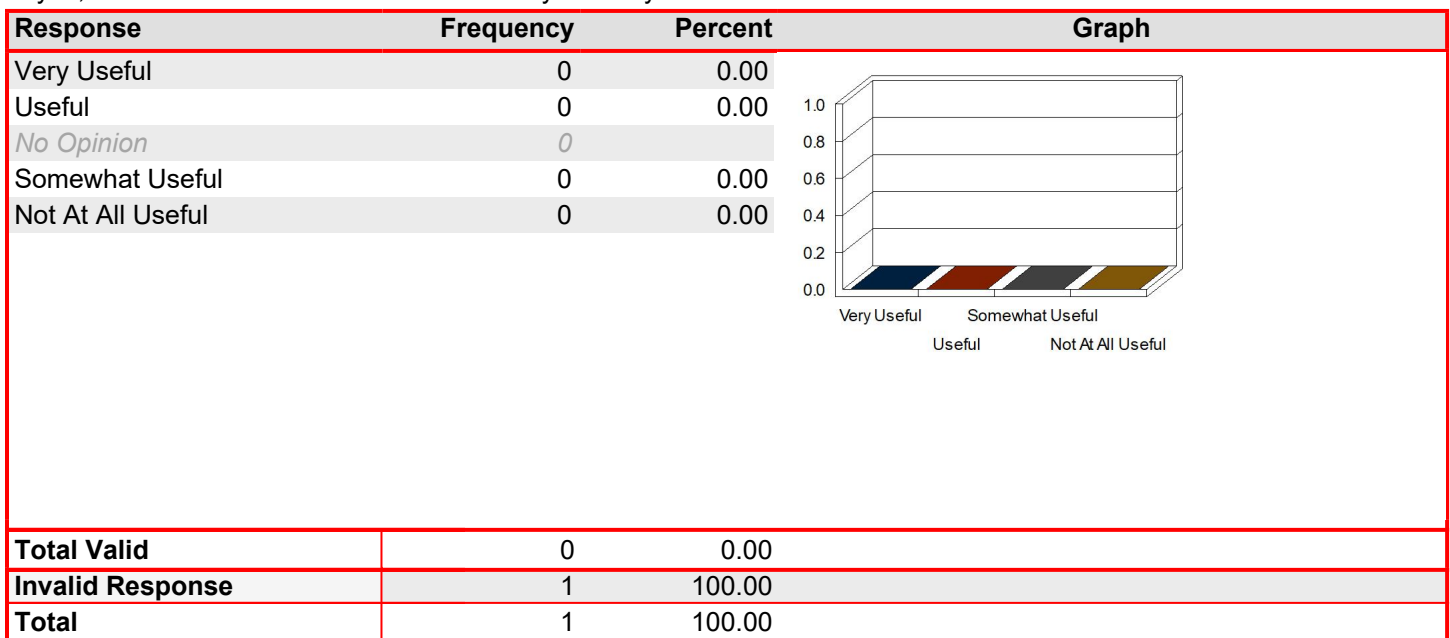 Response Frequency Percent Graph
Very Useful 0 0.00
Useful 0 0.00
No Opinion 0
Somewhat Useful 0 0.00
Not At All Useful 0 0.00
1.0
0.8
0.6
0.4
0.2
0.0
Very Useful Somewhat Useful
Useful Not At All Useful
Total Valid 0 0.00
Invalid Response 1 100.00
Total 1 100.00